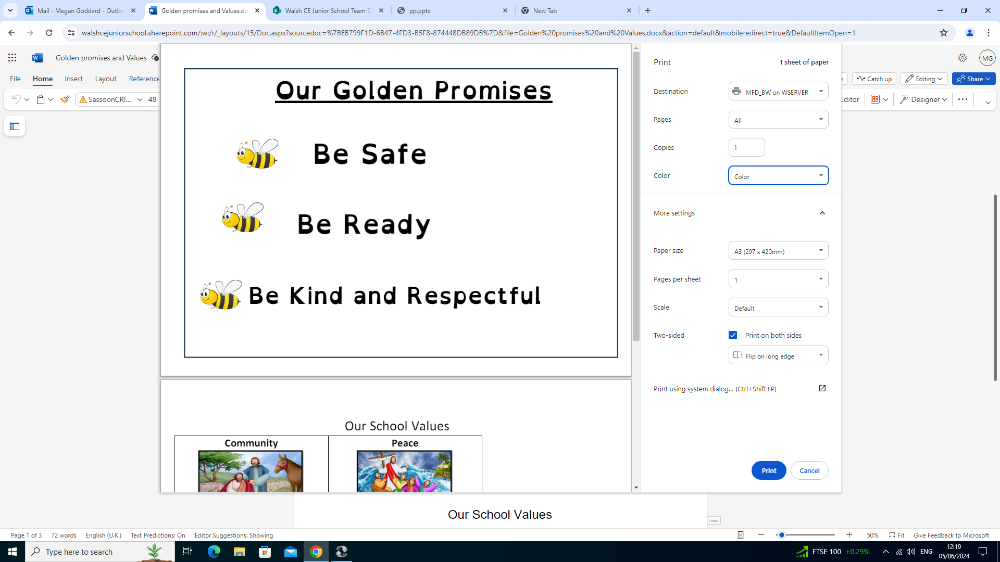 Mail - Megan Goddard - Outlo
Golden promises and Values.do
Walsh CE Junior School Team Si
pp.pptx
New Tab
walshcejuniorschool.sharepoint.com/:w:/r/_layouts/15/Doc.aspx?sourcedoc=%7BEB799F1D-6B47-4FD3-B5F8-874448DB89DB%7D&file=Golden%20promises%20and%20Values.docx&action=default&mobileredirect=true&DefaultItemOpen=1
Golden promises and Values
MG
File Home Insert Layout Reference
s Catch up Editing Share
SassoonCRI... 48
Editor Designer
Our Golden Promises
Be Safe
Be Ready
Be Kind and Respectful
Our School Values
Community Peace
Print 1 sheet of paper
Destination MFD_BW on WSERVER
Pages All
Copies 1
Color Color
More settings
Paper size A3 (297 x 420mm)
Pages per sheet 1
Scale Default
Two-sided Print on both sides
Flip on long edge
Print using system dialog... (Ctrl+Shift+P)
Print Cancel
Our School Values
Footer
Page 1 of 3 72 words English (U.K.) Text Predictions: On Editor Suggestions: Showing
50% Fit Give Feedback to Microsoft
Type here to search
FTSE 100 +0.29%
ENG
12:19
05/06/2024